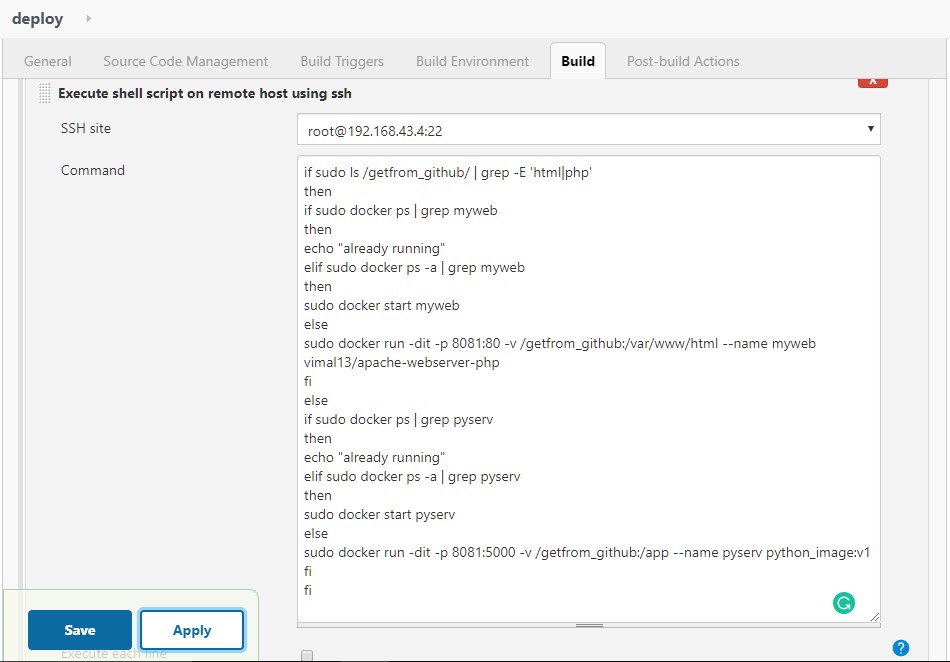 deploy
General
Source Code Management
Build Triggers
Build Environment
Build
Post-build Actions
X
Execute shell script on remote host using ssh
SSH site
root@192.168.43.4:22
Command
if sudo ls /getfrom_github/ | grep -E 'html|php'
then
if sudo docker ps | grep myweb
then
echo "already running"
elif sudo docker ps -a | grep myweb
then
sudo docker start myweb
else
sudo docker run -dit -p 8081:80 -v /getfrom_github:/var/www/html --name myweb
vimal13/apache-webserver-php
fi
else
if sudo docker ps | grep pyserv
then
echo "already running"
elif sudo docker ps -a | grep pyserv
then
sudo docker start pyserv
else
sudo docker run -dit -p 8081:5000 -v /getfrom_github:/app --name pyserv python_image:v1
fi
fi
Save
Apply
Execute each line
?